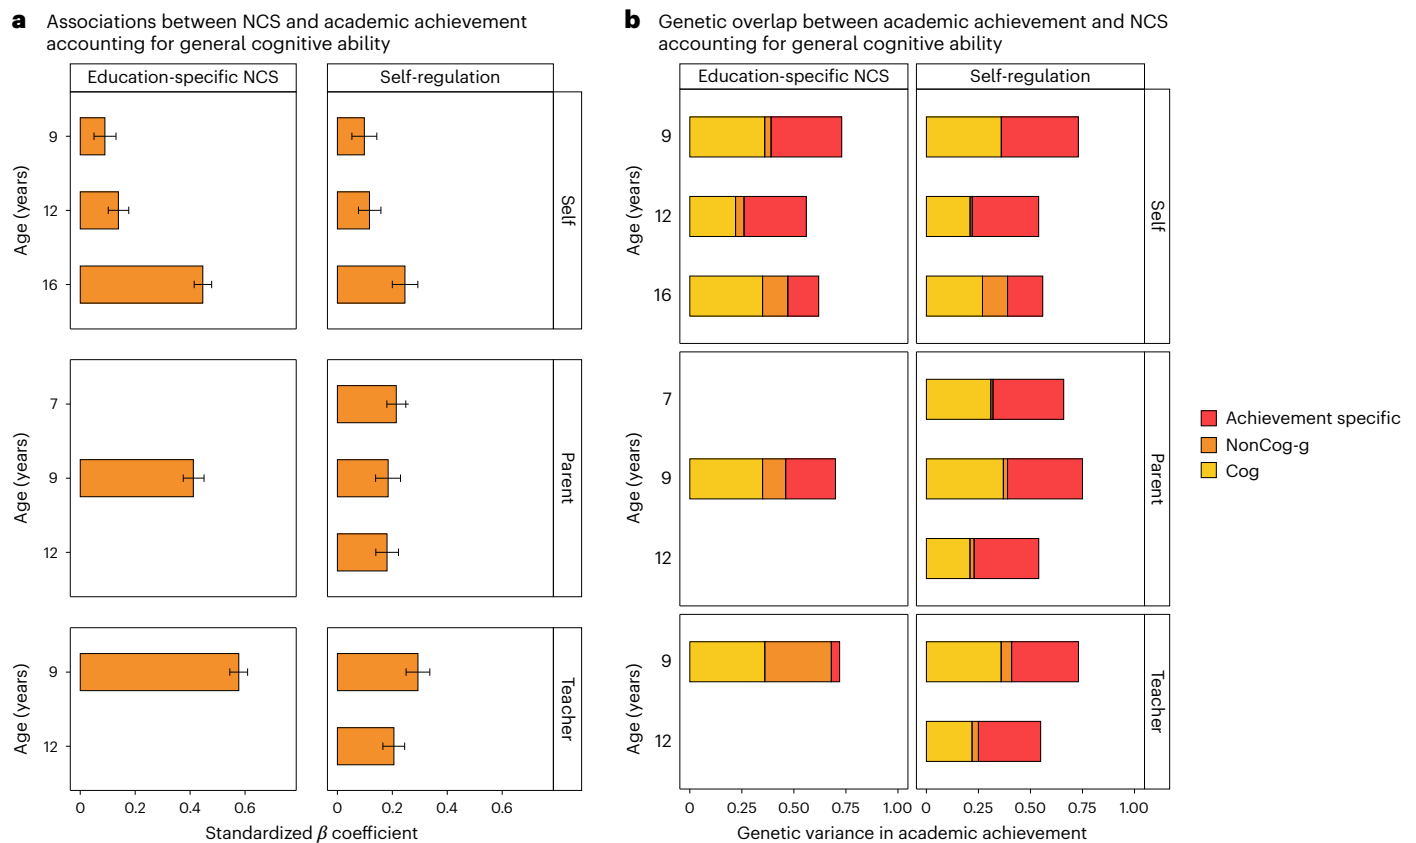 a Associations between NCS and academic achievement
accounting for general cognitive ability
Education-specific NCS
Self-regulation
Age (years)
9
12
16
Self
Age (years)
7
9
12
Parent
Age (years)
9
12
Teacher
0 0.2 0.4 0.6
0 0.2 0.4 0.6
Standardized β coefficient
b Genetic overlap between academic achievement and NCS
accounting for general cognitive ability
Education-specific NCS
Self-regulation
Age (years)
9
12
16
Self
Age (years)
7
9
12
Parent
Age (years)
9
12
Teacher
0 0.25 0.50 0.75 1.00
0 0.25 0.50 0.75 1.00
Genetic variance in academic achievement
Achievement specific
NonCog-g
Cog